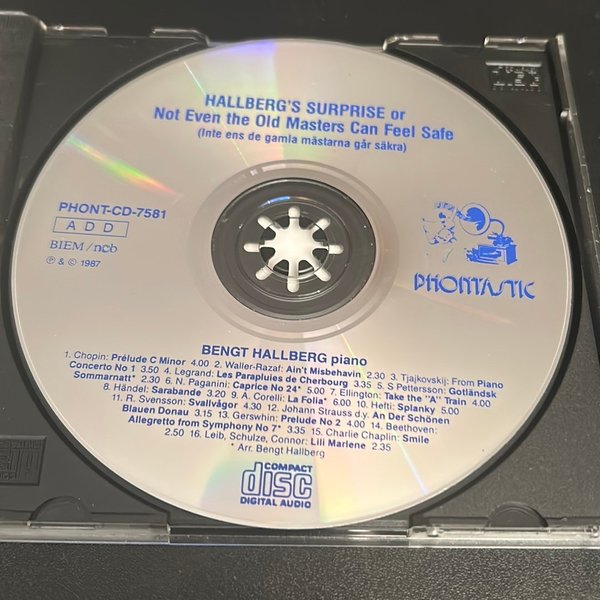 HALLBERG'S SURPRISE or
Not Even the Old Masters Can Feel Safe
(Inte ens de gamla mästarna går säkra)
PHONT-CD-7581
ADD
BIEM/ncb
℗ & © 1987
PHONTASTIC
BENGT HALLBERG piano
1. Chopin: Prélude C Minor 4.00 2. Waller-Razaf: Ain't Misbehavin 2.30 3. Tjajkovskij: From Piano
Concerto No 1 3.50 4. Legrand: Les Parapluies de Cherbourg 3.35 5. S Pettersson: Gotländsk
Sommarnatt* 2.30 6. N. Paganini: Caprice No 24* 5.00 7. Ellington: Take the "A" Train 4.00
8. Händel: Sarabande 3.20 9. A. Corelli: La Folia* 6.00 10. Hefti: Splanky 5.00
11. R. Svensson: Svallvågor 4.30 12. Johann Strauss d.y. An Der Schönen
Blauen Donau 3.15 13. Gerswhin: Prelude No 2 4.00 14. Beethoven:
Allegretto from Symphony No 7* 3.35 15. Charlie Chaplin: Smile
2.50 16. Leib, Schulze, Connor: Lili Marlene 2.35
* Arr. Bengt Hallberg
COMPACT
disc
DIGITAL AUDIO